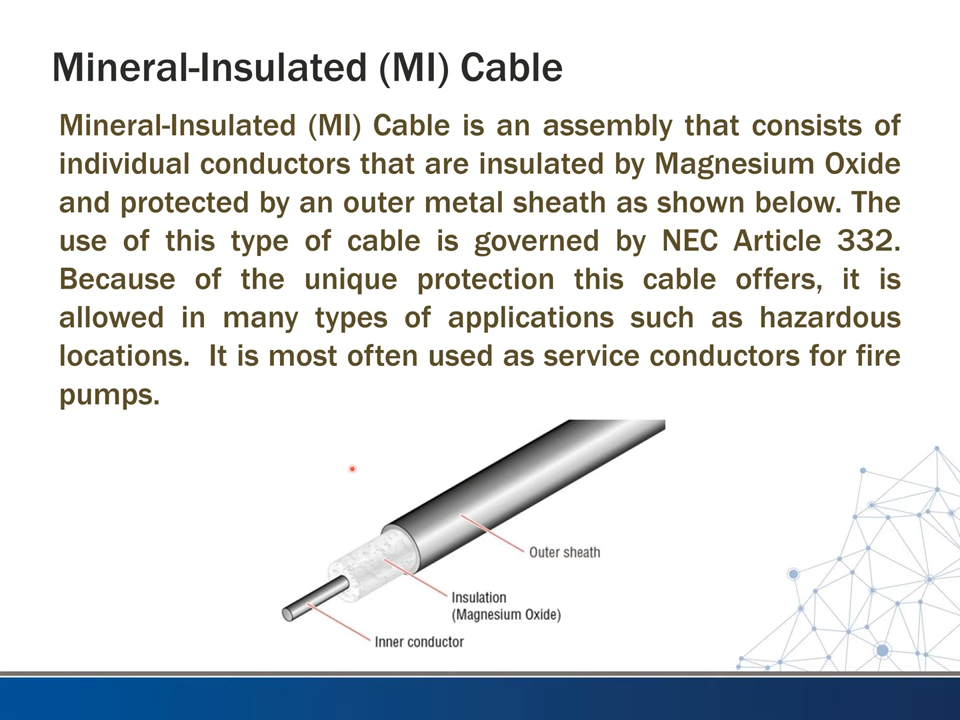 Mineral-Insulated (MI) Cable
Mineral-Insulated (MI) Cable is an assembly that consists of
individual conductors that are insulated by Magnesium Oxide
and protected by an outer metal sheath as shown below. The
use of this type of cable is governed by NEC Article 332.
Because of the unique protection this cable offers, it is
allowed in many types of applications such as hazardous
locations. It is most often used as service conductors for fire
pumps.
Outer sheath
Insulation
(Magnesium Oxide)
Inner conductor